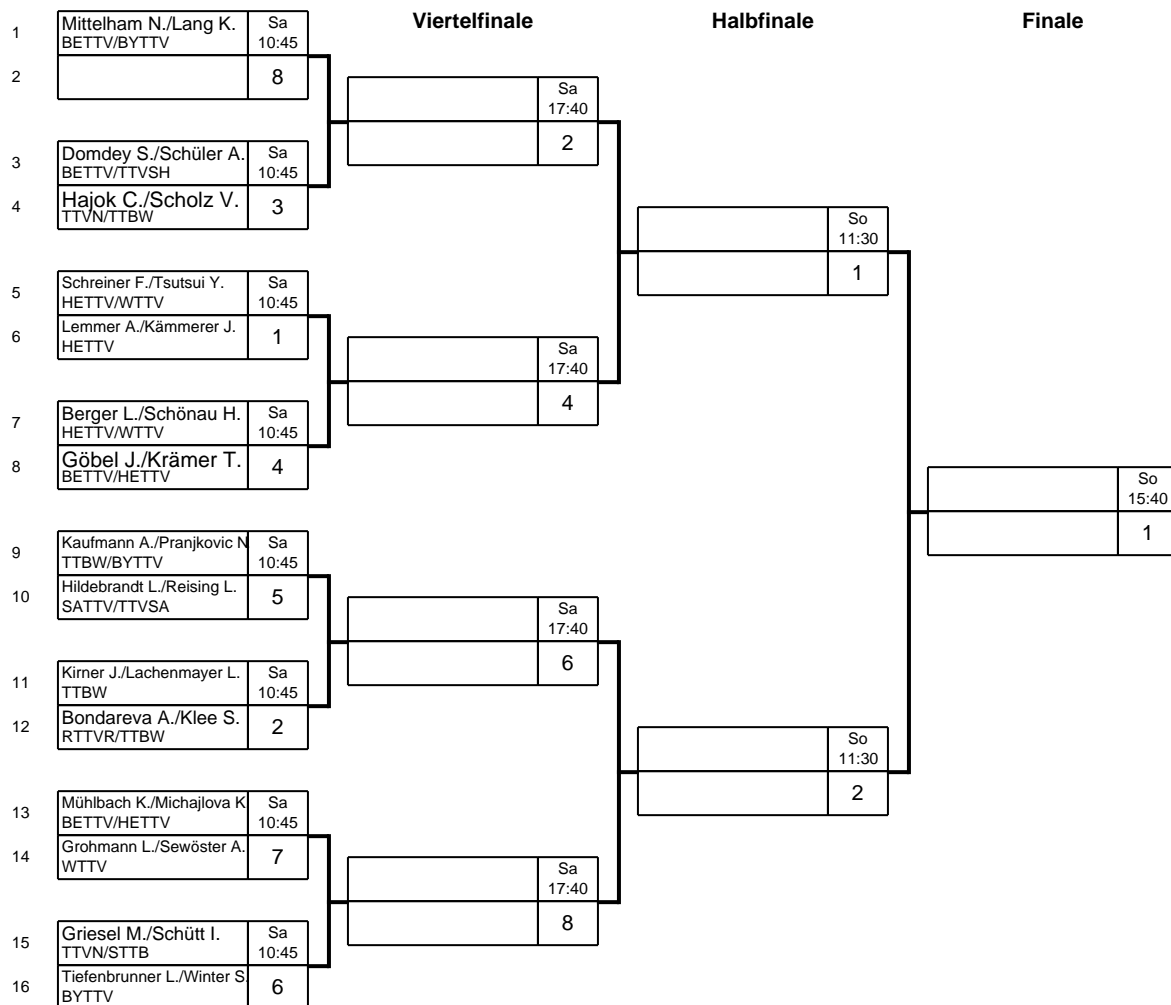 Viertelfinale Halbfinale Finale
1 Mittelham N./Lang K. Sa
BETTV/BYTTV 10:45
2 8
Sa
17:40
2
3 Domdey S./Schüler A. Sa
BETTV/TTVSH 10:45
4 Hajok C./Scholz V. 3
TTVN/TTBW
So
11:30
1
5 Schreiner F./Tsutsui Y. Sa
HETTV/WTTV 10:45
6 Lemmer A./Kämmerer J. 1
HETTV
Sa
17:40
4
7 Berger L./Schönau H. Sa
HETTV/WTTV 10:45
8 Göbel J./Krämer T. 4
BETTV/HETTV
So
15:40
1
9 Kaufmann A./Pranjkovic N Sa
TTBW/BYTTV 10:45
10 Hildebrandt L./Reising L. 5
SATTV/TTVSA
Sa
17:40
6
11 Kirner J./Lachenmayer L. Sa
TTBW 10:45
12 Bondareva A./Klee S. 2
RTTVR/TTBW
So
11:30
2
13 Mühlbach K./Michajlova K Sa
BETTV/HETTV 10:45
14 Grohmann L./Sewöster A. 7
WTTV
Sa
17:40
8
15 Griesel M./Schütt I. Sa
TTVN/STTB 10:45
16 Tiefenbrunner L./Winter S. 6
BYTTV